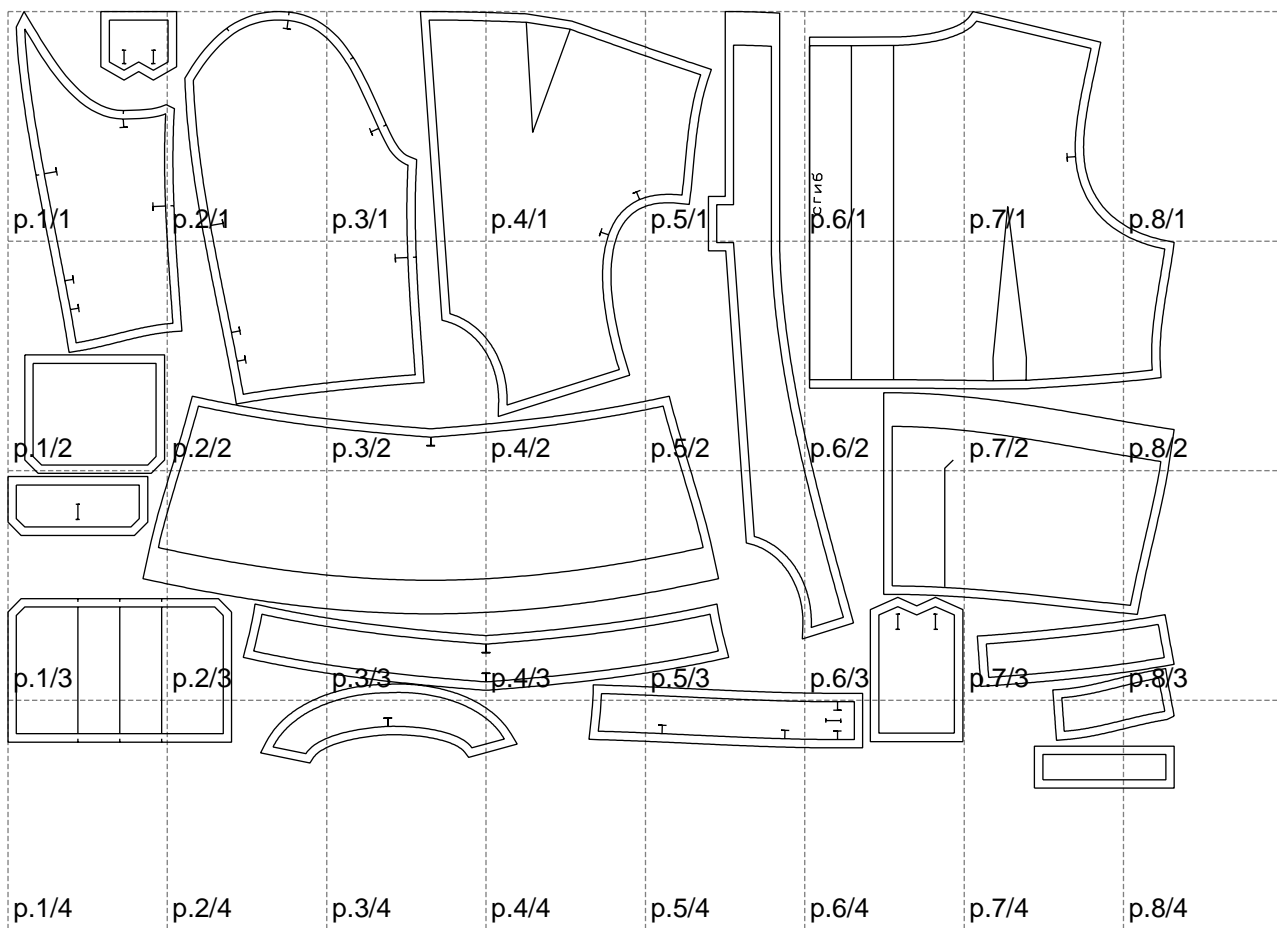 сгиб
p.1/1 p.2/1 p.3/1 p.4/1 p.5/1 p.6/1 p.7/1 p.8/1
p.1/2 p.2/2 p.3/2 p.4/2 p.5/2 p.6/2 p.7/2 p.8/2
p.1/3 p.2/3 p.3/3 p.4/3 p.5/3 p.6/3 p.7/3 p.8/3
p.1/4 p.2/4 p.3/4 p.4/4 p.5/4 p.6/4 p.7/4 p.8/4